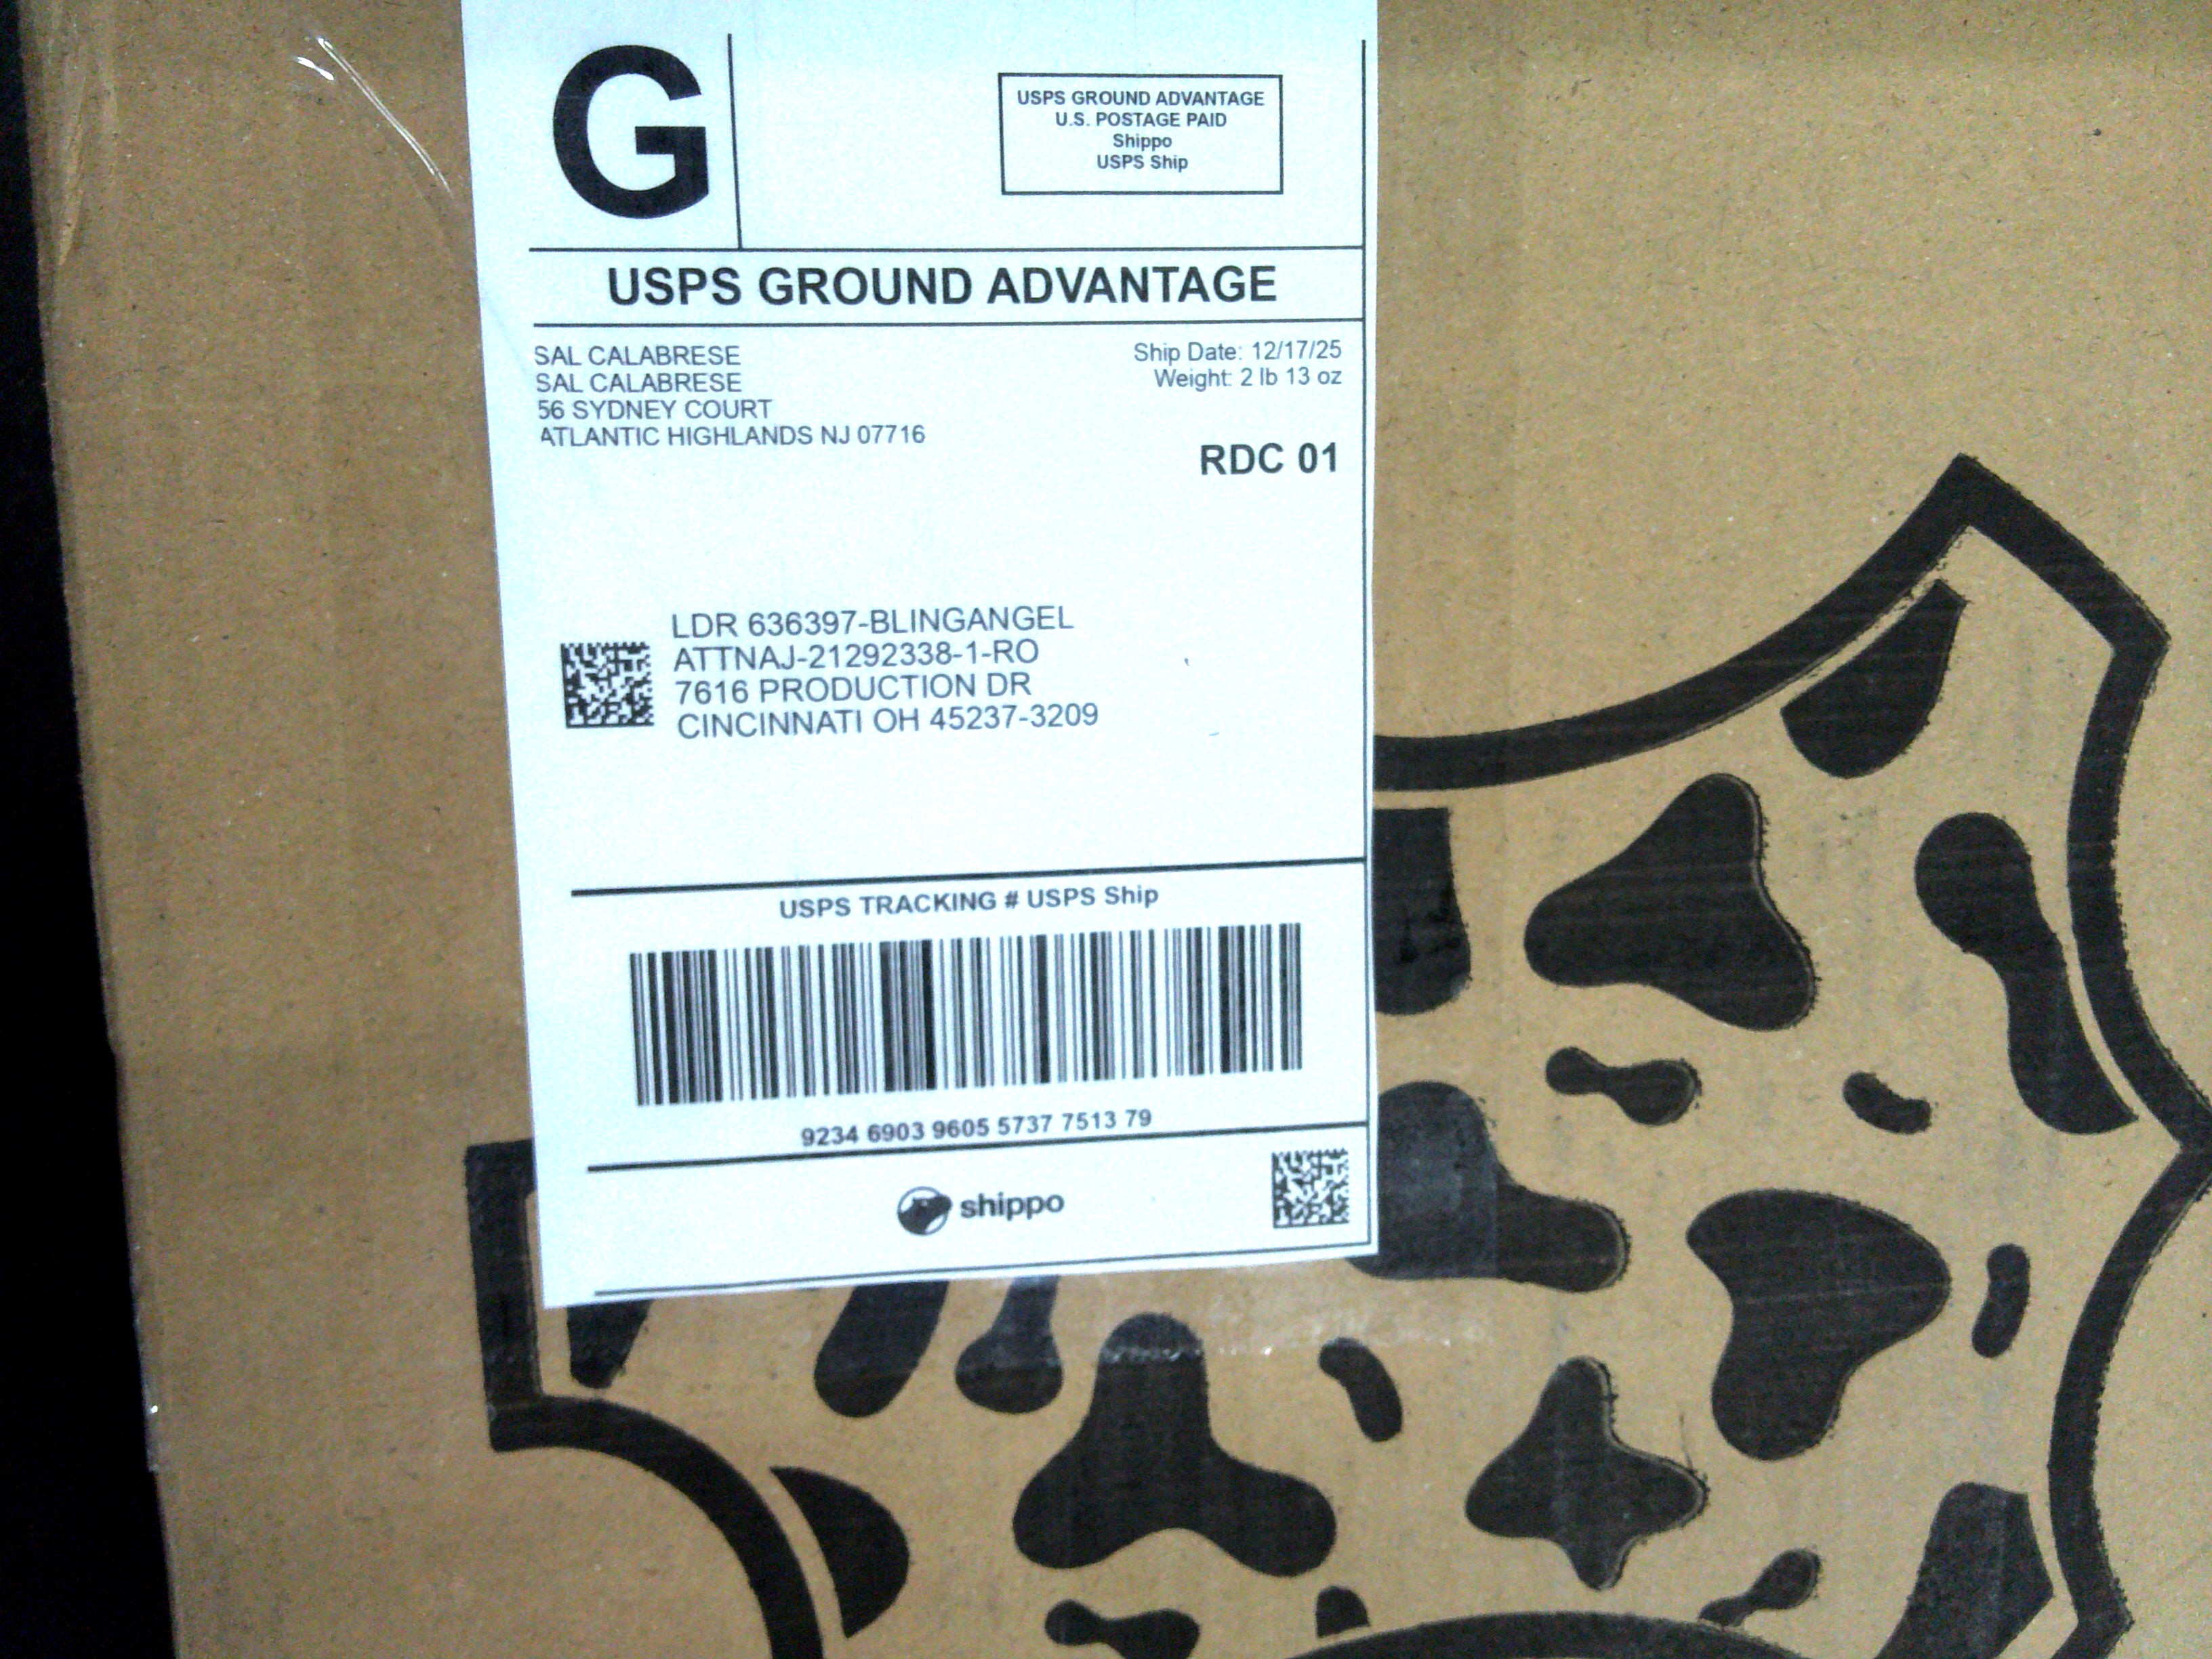 G
USPS GROUND ADVANTAGE
U.S. POSTAGE PAID
Shippo
USPS Ship
USPS GROUND ADVANTAGE
SAL CALABRESE
SAL CALABRESE
56 SYDNEY COURT
ATLANTIC HIGHLANDS NJ 07716
Ship Date: 12/17/25
Weight: 2 lb 13 oz
RDC 01
LDR 636397-BLINGANGEL
ATTNAJ-21292338-1-RO
7616 PRODUCTION DR
CINCINNATI OH 45237-3209
USPS TRACKING # USPS Ship
9234 6903 9605 5737 7513 79
shippo